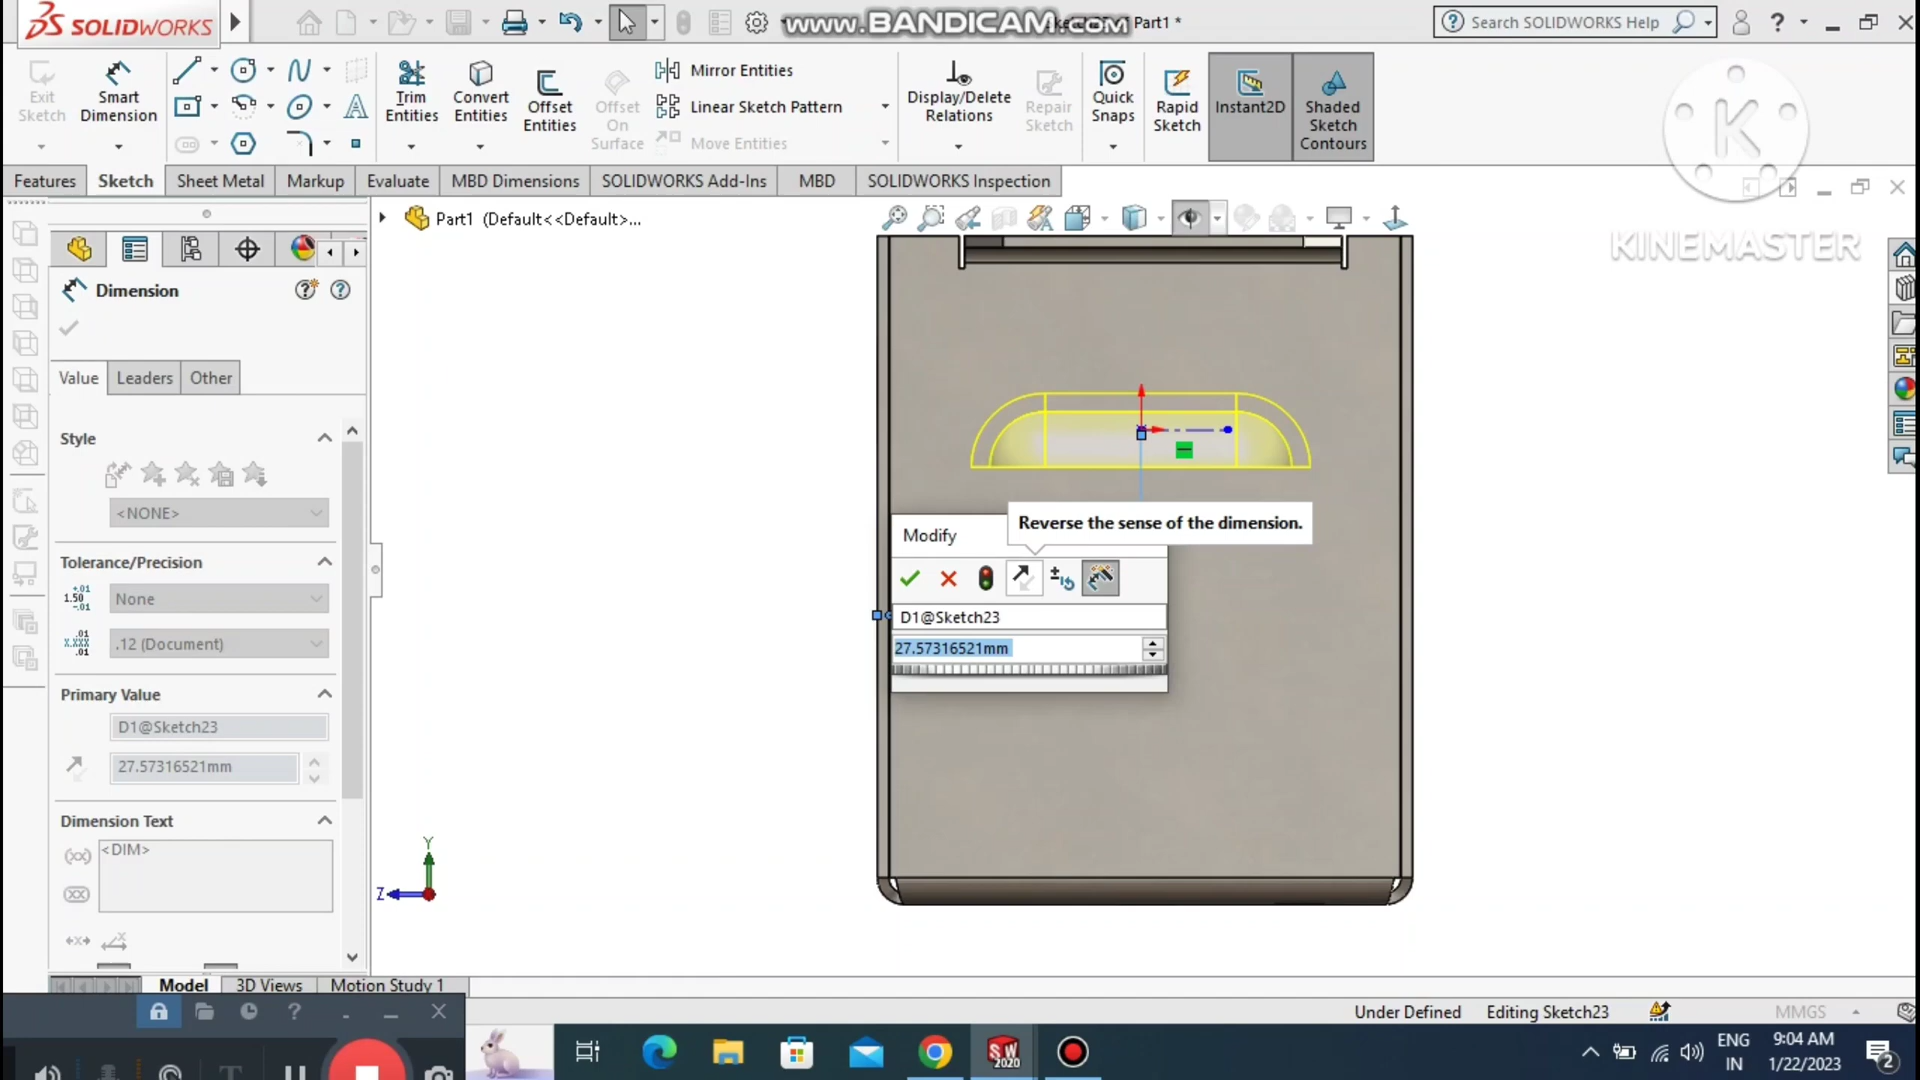 SOLIDWORKS
www.BANDICAM.com
Part1 *
Search SOLIDWORKS Help
Exit Sketch
Smart Dimension
Trim Entities
Convert Entities
Offset Entities
Offset On Surface
Mirror Entities
Linear Sketch Pattern
Move Entities
Display/Delete Relations
Repair Sketch
Quick Snaps
Rapid Sketch
Instant2D
Shaded Sketch Contours
K
KINEMASTER
Features
Sketch
Sheet Metal
Markup
Evaluate
MBD Dimensions
SOLIDWORKS Add-Ins
MBD
SOLIDWORKS Inspection
Part1 (Default<<Default>...
Dimension
Value
Leaders
Other
Style
<NONE>
Tolerance/Precision
None
.12 (Document)
Primary Value
D1@Sketch23
27.57316521mm
Dimension Text
<DIM>
Reverse the sense of the dimension.
Modify
D1@Sketch23
27.57316521mm
Y
Z
Model
3D Views
Motion Study 1
Under Defined
Editing Sketch23
MMGS
SW
2020
ENG
IN
9:04 AM
1/22/2023
2